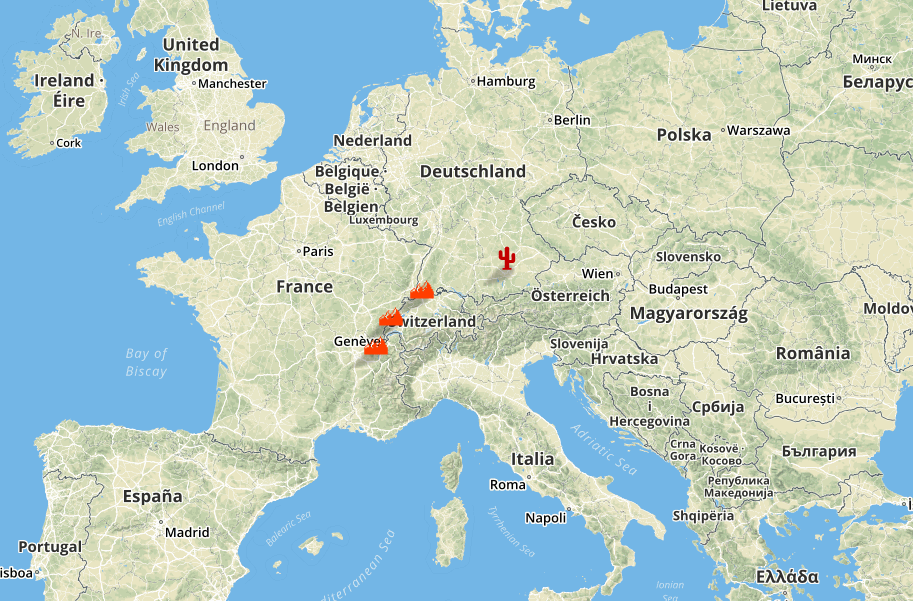 Lietuva
N. Ire
United
Kingdom
Минск
Ireland
Éire
Irish Sea
Manchester
Hamburg
Беларус
Berlin
Wales
England
Polska
Warszawa
Cork
Nederland
London
Belgique
België
Belgien
Deutschland
English Channel
Luxembourg
Česko
Paris
Slovensko
Wien
France
Österreich
Budapest
Magyarország
Moldov
Switzerland
Genève
Slovenija
Hrvatska
România
Bay of
Biscay
Bosna
i
Hercegovina
Србија
București
Adriatic Sea
Crna
Gora
Kosovë
Косово
България
Italia
Roma
Република
Македонија
España
Napoli
Shqipëria
Balearic Sea
Tyrrhenian Sea
Madrid
Portugal
isboa
diterranean Sea
Ionian
Sea
Ελλάδα